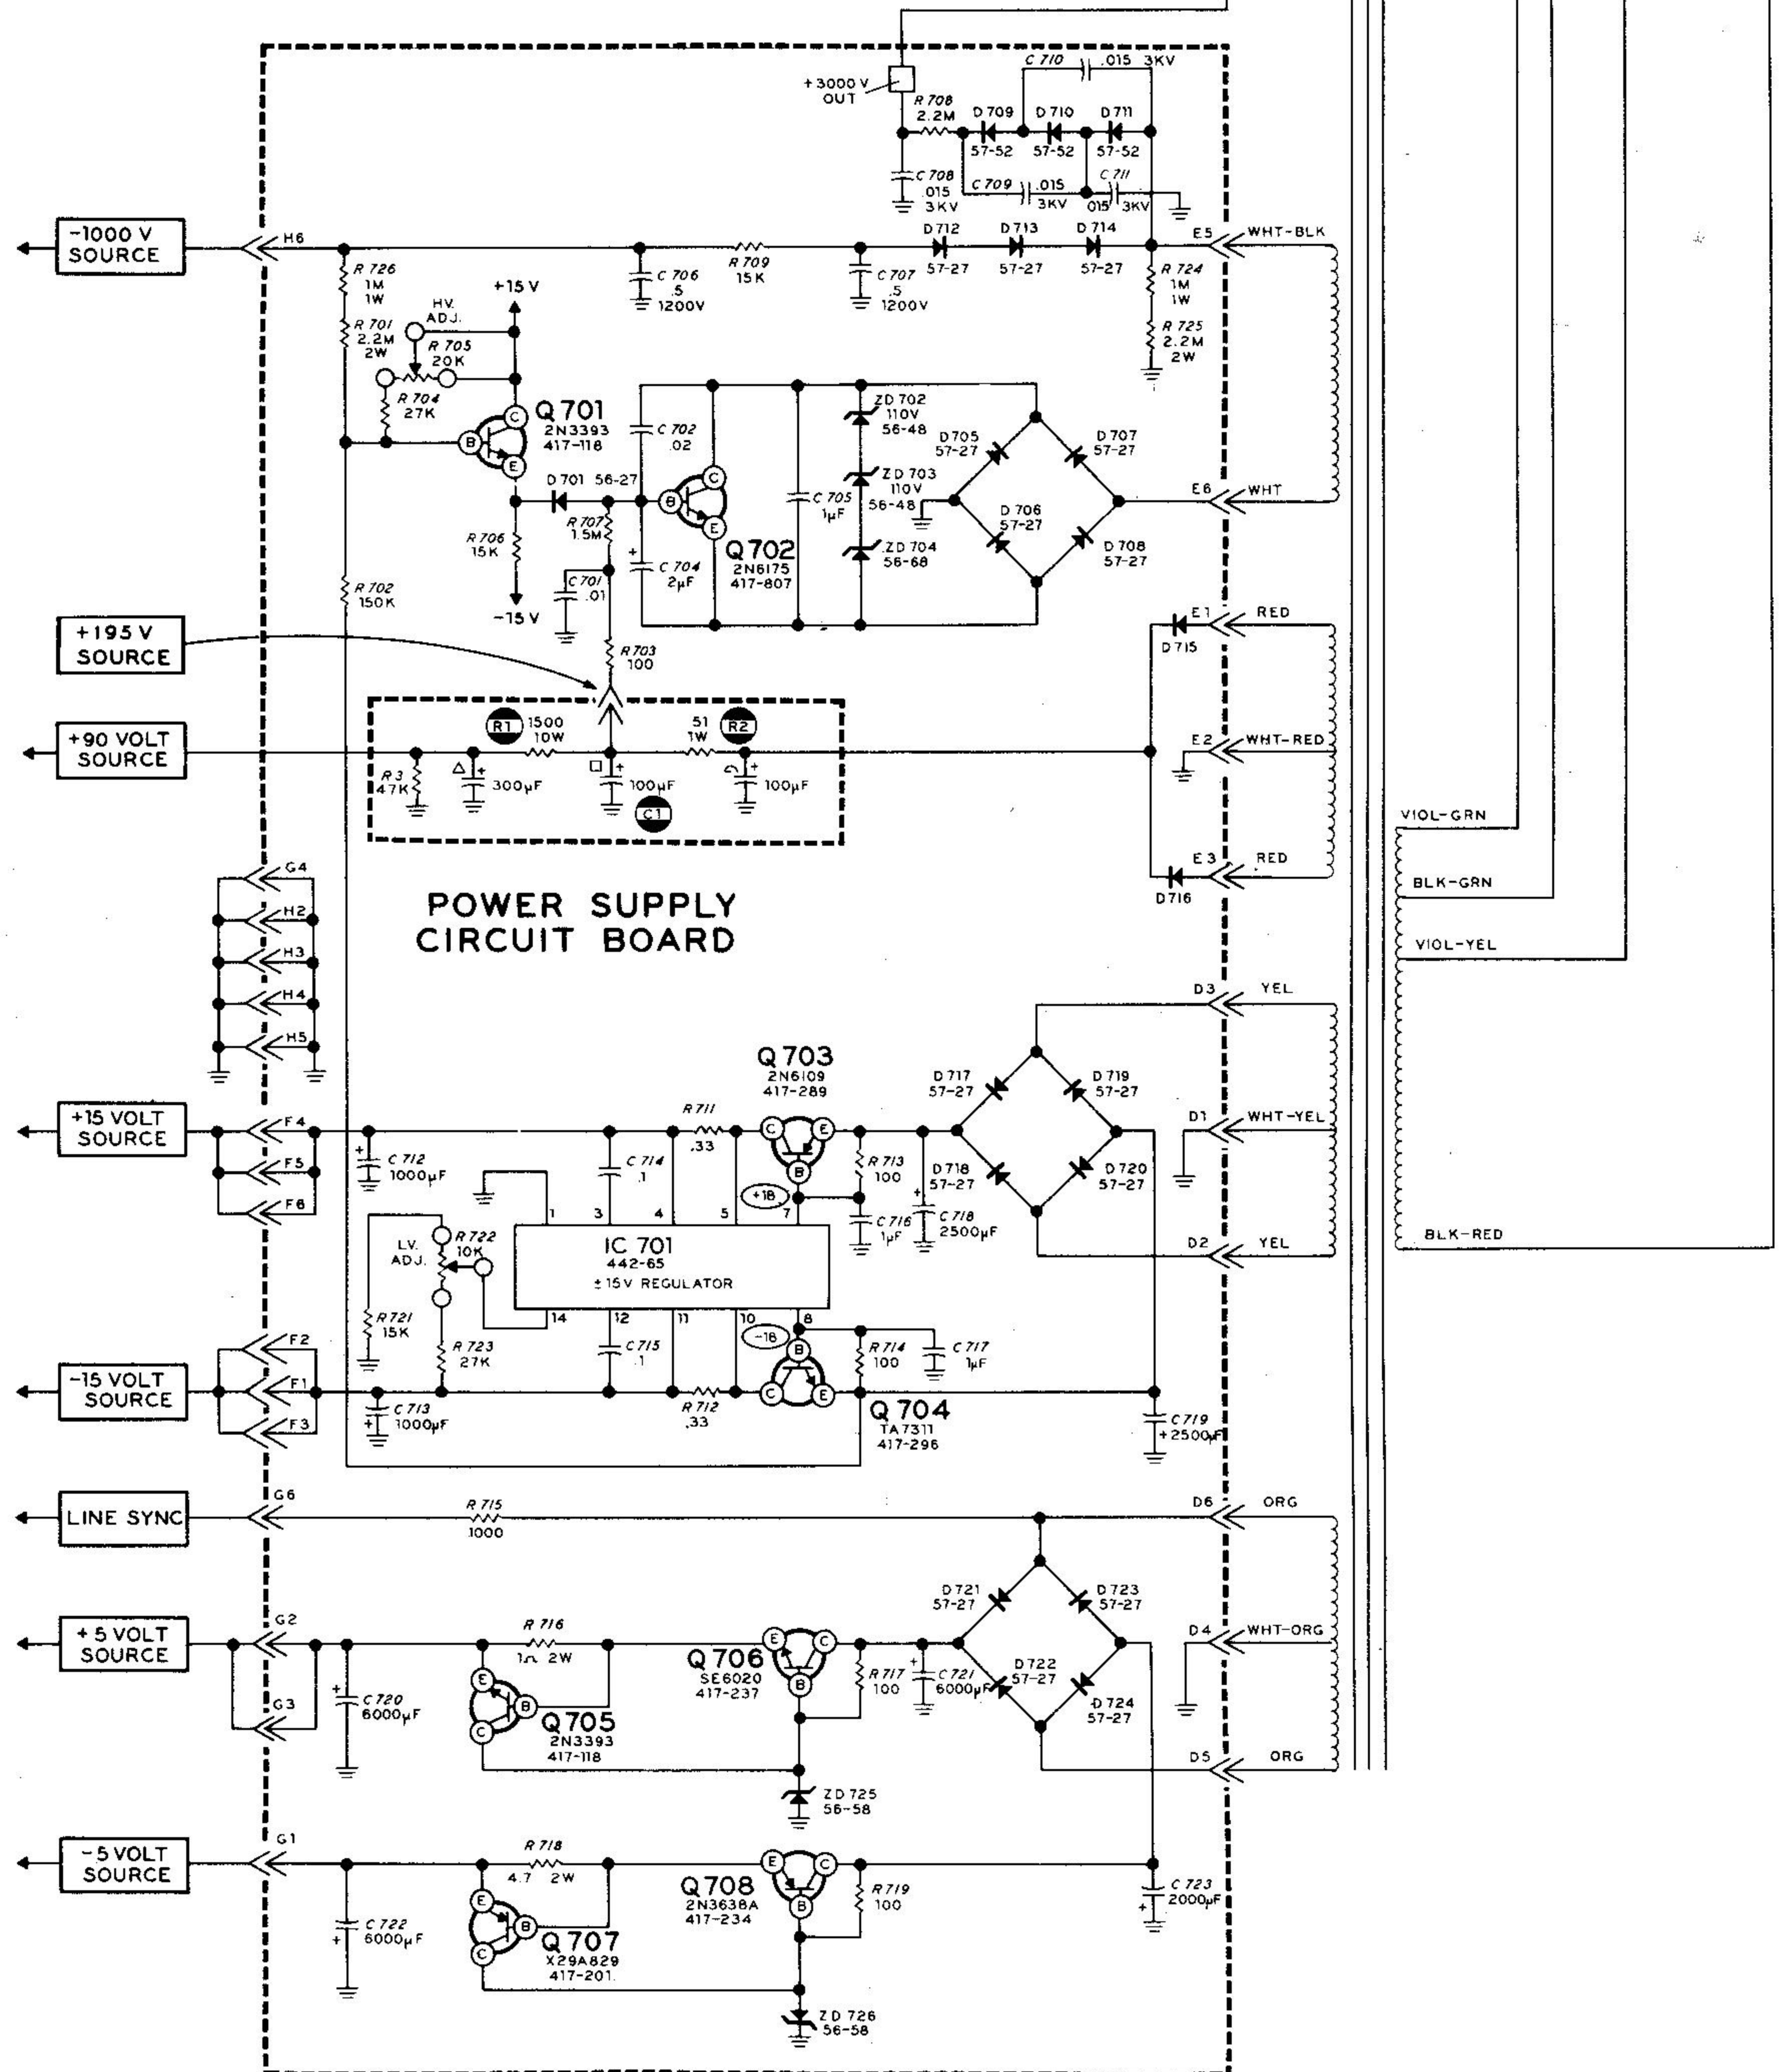 +3000 V
OUT
C 710
.015 3KV
R 708
2.2M
D 709
57-52
D 710
57-52
D 711
57-52
C 708
.015
3KV
C 709
.015
3KV
C 711
.015 3KV
-1000 V
SOURCE
H6
R 726
1M
1W
R 701
2.2M
2W
HV.
ADJ.
R 705
20K
R 704
27K
+15 V
C 706
.5
1200V
R 709
15K
C 707
.5
1200V
D 712
57-27
D 713
57-27
D 714
57-27
E5
WHT-BLK
R 724
1M
1W
R 725
2.2M
2W
Q 701
2N3393
417-118
B
C
E
D 701 56-27
R 706
15K
-15 V
R 707
1.5M
C 701
.01
C 702
.02
C 704
2µF
B
C
E
Q 702
2N6175
417-807
C 705
1µF
ZD 702
110V
56-48
ZD 703
110V
56-48
ZD 704
56-68
D 705
57-27
D 707
57-27
D 706
57-27
D 708
57-27
E6
WHT
R 702
150K
+195 V
SOURCE
R 703
100
E1
RED
D 715
+90 VOLT
SOURCE
R1
1500
10W
51
1W
R2
R 3
47K
300µF
100µF
C1
100µF
E2
WHT-RED
E3
RED
D 716
POWER SUPPLY
CIRCUIT BOARD
G4
H2
H3
H4
H5
VIOL-GRN
BLK-GRN
VIOL-YEL
BLK-RED
D3
YEL
Q 703
2N6109
417-289
D 717
57-27
D 719
57-27
D 718
57-27
D 720
57-27
D1
WHT-YEL
+15 VOLT
SOURCE
F4
F5
F6
C 712
1000µF
C 714
.1
R 711
.33
C
E
B
+18
R 713
100
C 716
1µF
C 718
2500µF
1
3
4
5
7
IC 701
442-65
±15V REGULATOR
14
12
11
10
8
LV.
ADJ.
R 722
10K
R 721
15K
R 723
27K
C 715
.1
-18
B
C
E
R 714
100
C 717
1µF
D2
YEL
-15 VOLT
SOURCE
F2
F1
F3
C 713
1000µF
R 712
.33
Q 704
TA7311
417-296
C 719
2500µF
LINE SYNC
G6
R 715
1000
D6
ORG
+5 VOLT
SOURCE
G2
G3
C 720
6000µF
R 716
1Ω 2W
E
B
C
Q 705
2N3393
417-118
Q 706
SE6020
417-237
E
C
B
R 717
100
C 721
6000µF
D 721
57-27
D 723
57-27
D 722
57-27
D 724
57-27
D4
WHT-ORG
D5
ORG
ZD 725
56-58
-5 VOLT
SOURCE
G1
C 722
6000µF
R 718
4.7 2W
E
B
C
Q 707
X29A829
417-201
Q 708
2N3638A
417-234
E
C
B
R 719
100
C 723
2000µF
ZD 726
56-58